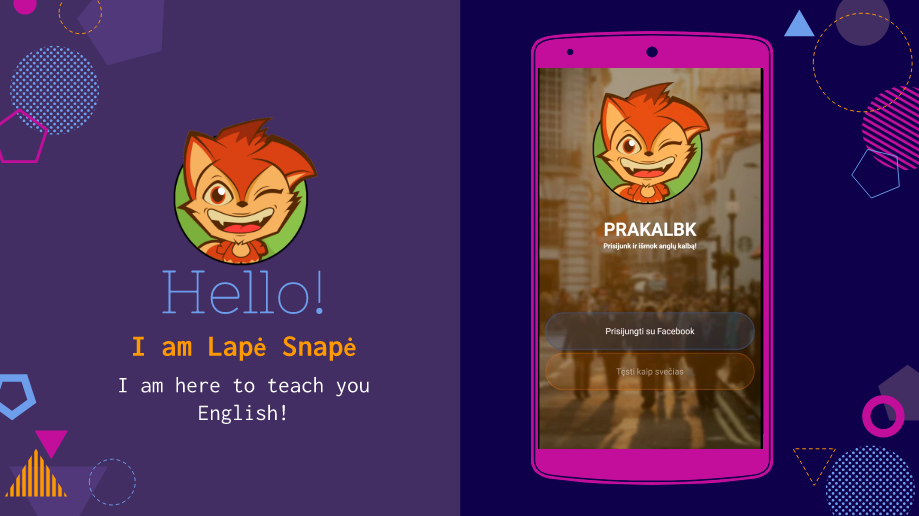 Hello!
I am Lapė Snapė
I am here to teach you
English!
PRAKALBK
Prisijunk ir išmok anglų kalbą!
Prisijungti su Facebook
Tęsti kaip svečias